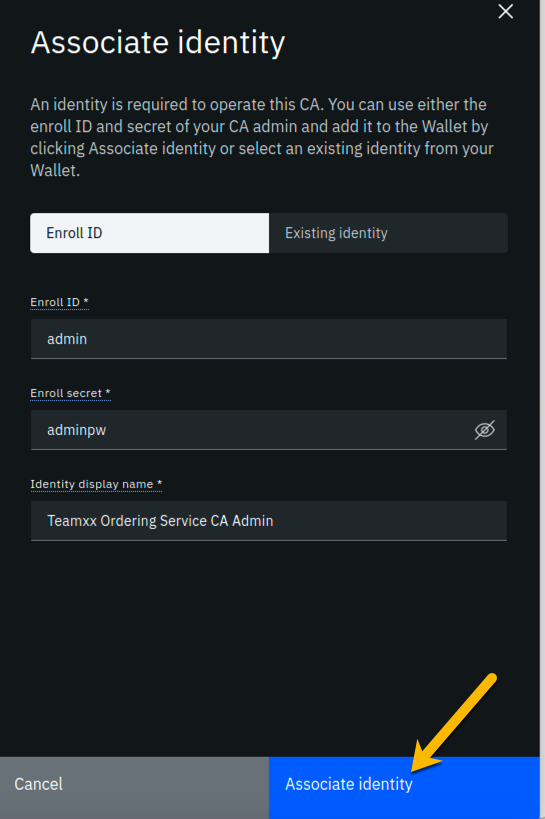 Associate identity
An identity is required to operate this CA. You can use either the
enroll ID and secret of your CA admin and add it to the Wallet by
clicking Associate identity or select an existing identity from your
Wallet.
Enroll ID
Existing identity
Enroll ID *
admin
Enroll secret *
adminpw
Identity display name *
Teamxx Ordering Service CA Admin
Cancel
Associate identity